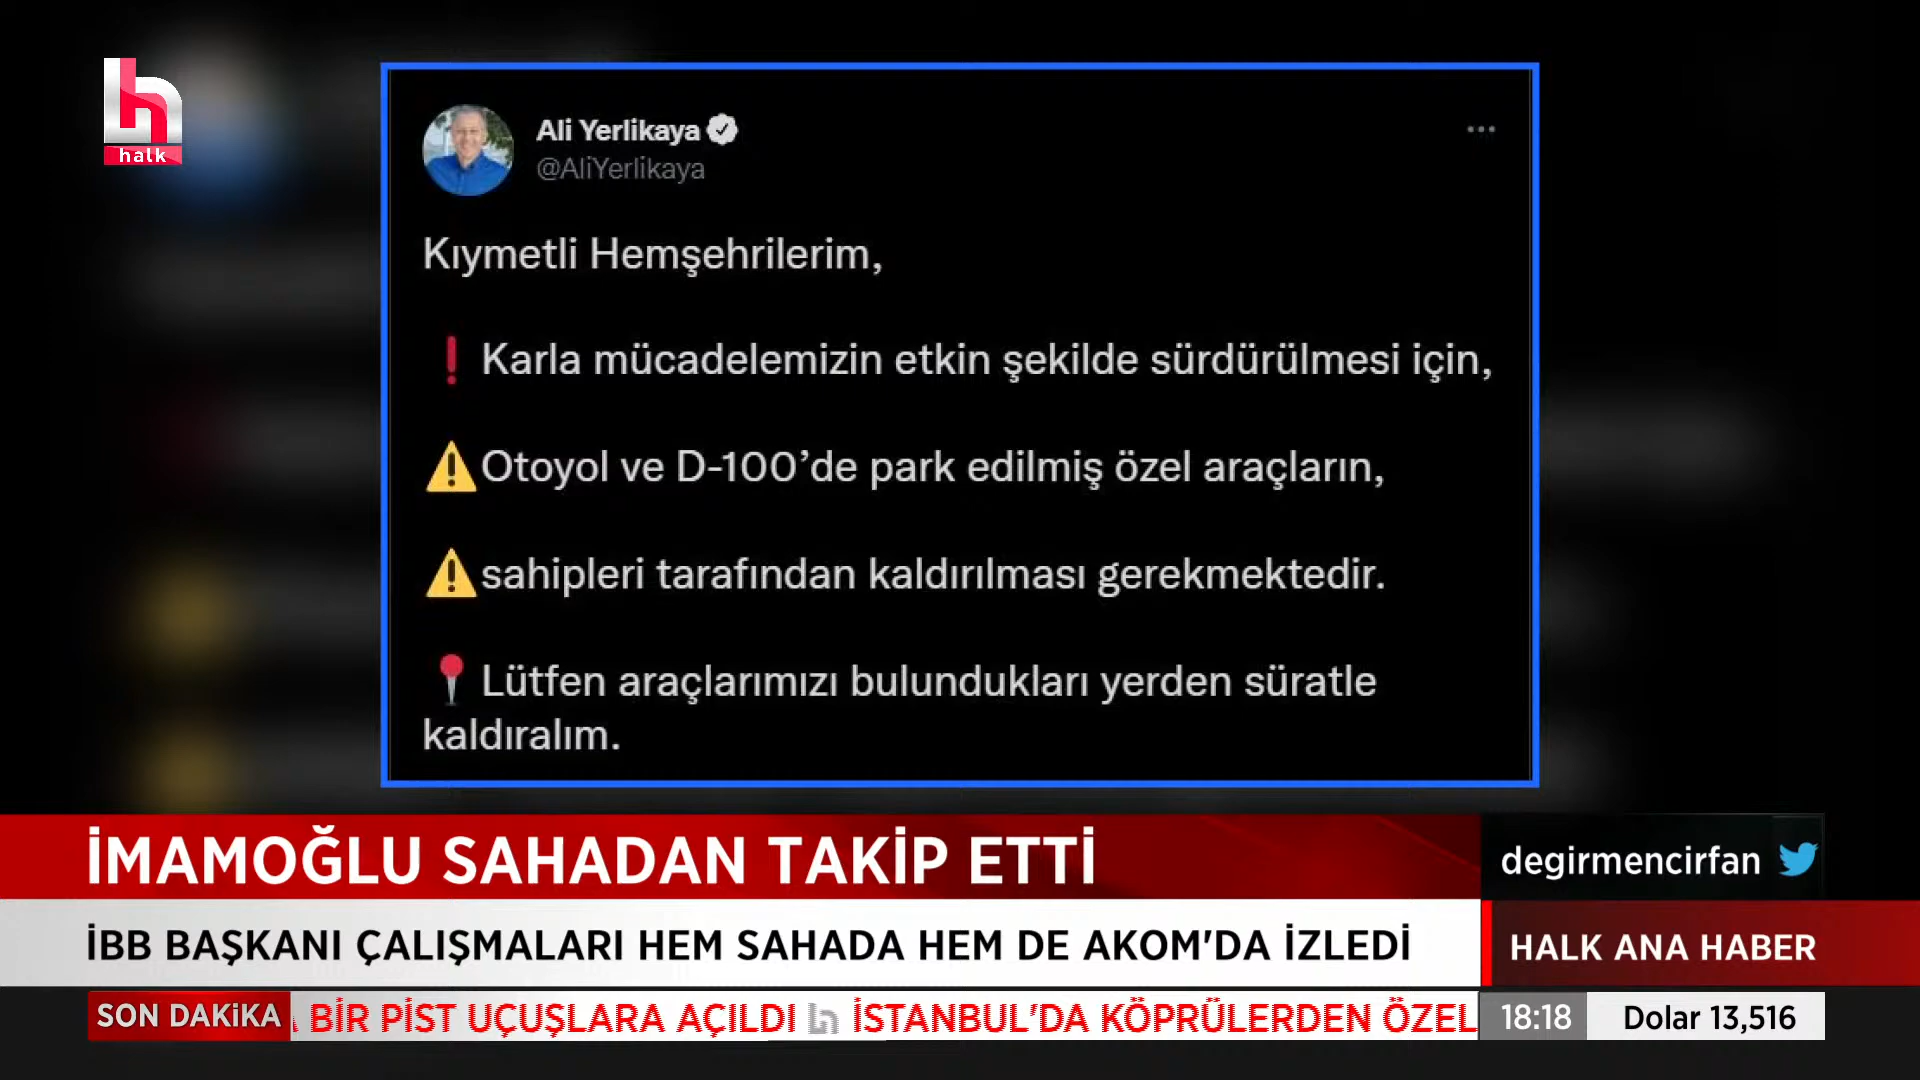 halk
Ali Yerlikaya
@AliYerlikaya
Kıymetli Hemşehrilerim,
❗ Karla mücadelemizin etkin şekilde sürdürülmesi için,
⚠️Otoyol ve D-100’de park edilmiş özel araçların,
⚠️sahipleri tarafından kaldırılması gerekmektedir.
📍Lütfen araçlarımızı bulundukları yerden süratle
kaldıralım.
İMAMOĞLU SAHADAN TAKİP ETTİ
degirmencirfan
İBB BAŞKANI ÇALIŞMALARI HEM SAHADA HEM DE AKOM'DA İZLEDİ
HALK ANA HABER
SON DAKİKA
BİR PİST UÇUŞLARA AÇILDI h İSTANBUL'DA KÖPRÜLERDEN ÖZEL
18:18
Dolar 13,516